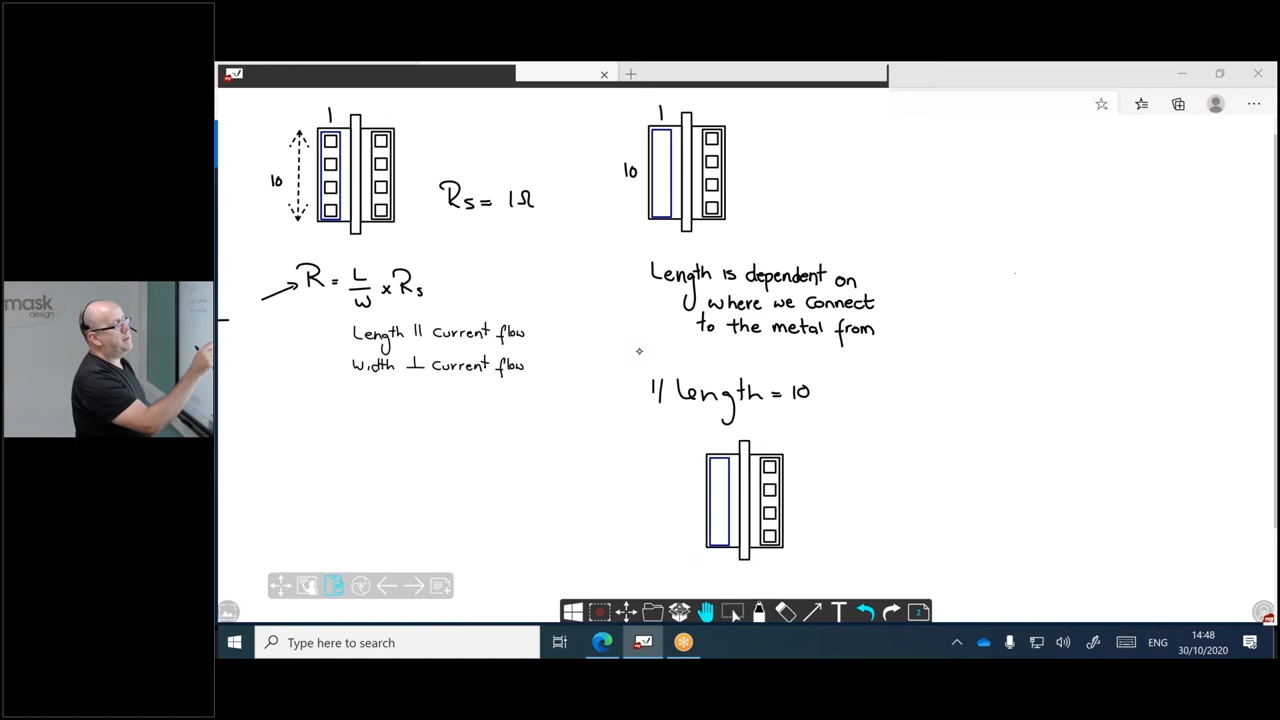 1
1
10
10
Rs = 1Ω
R = L/W x Rs
Length || current flow
Width ⊥ current flow
Length is dependent on
where we connect
to the metal from
1/ Length = 10
mask
design
T
2
Type here to search
ENG
14:48
30/10/2020